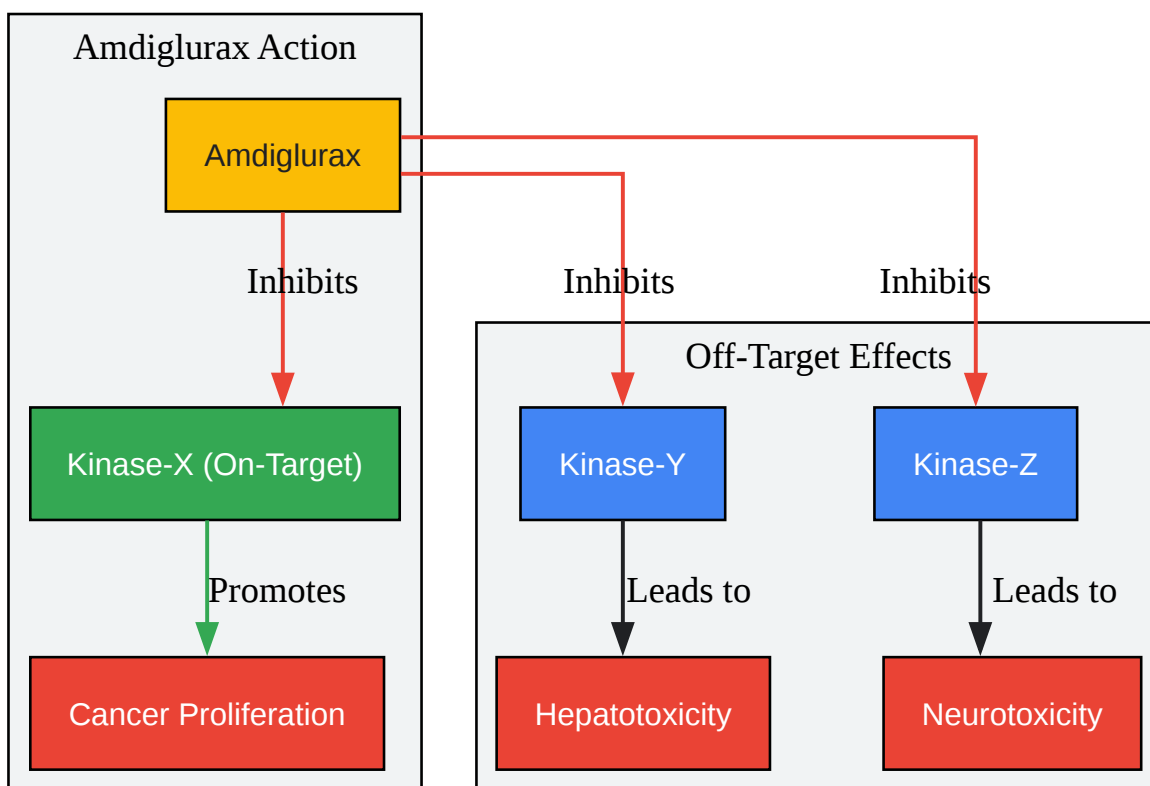 Amdiglurax Action
Amdiglurax
Inhibits
Inhibits
Inhibits
Off-Target Effects
Kinase-X (On-Target)
Kinase-Y
Kinase-Z
Promotes
Leads to
Leads to
Cancer Proliferation
Hepatotoxicity
Neurotoxicity